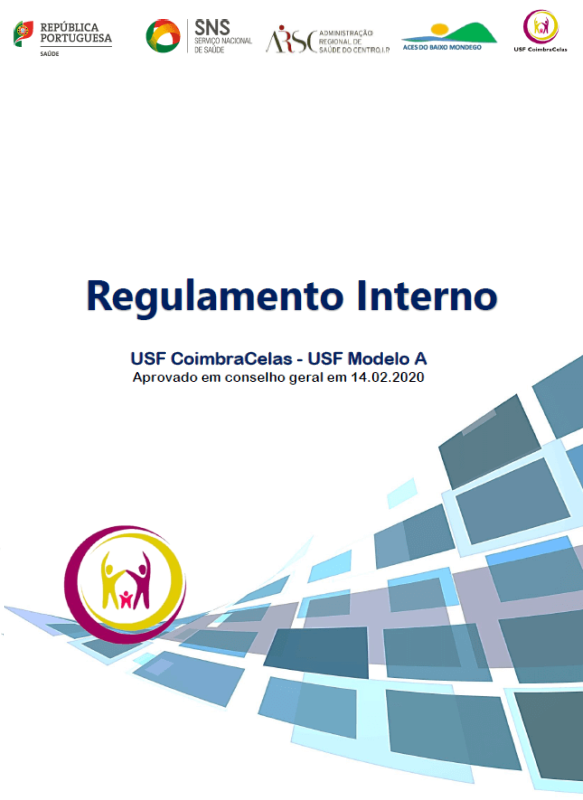 REPÚBLICA
PORTUGUESA
SAÚDE
SNS
SERVIÇO NACIONAL
DE SAÚDE
ARSC
ADMINISTRAÇÃO
REGIONAL DE
SAÚDE DO CENTRO, I.P.
ACES DO BAIXO MONDEGO
USF CoimbraCelas
Regulamento Interno
USF CoimbraCelas - USF Modelo A
Aprovado em conselho geral em 14.02.2020